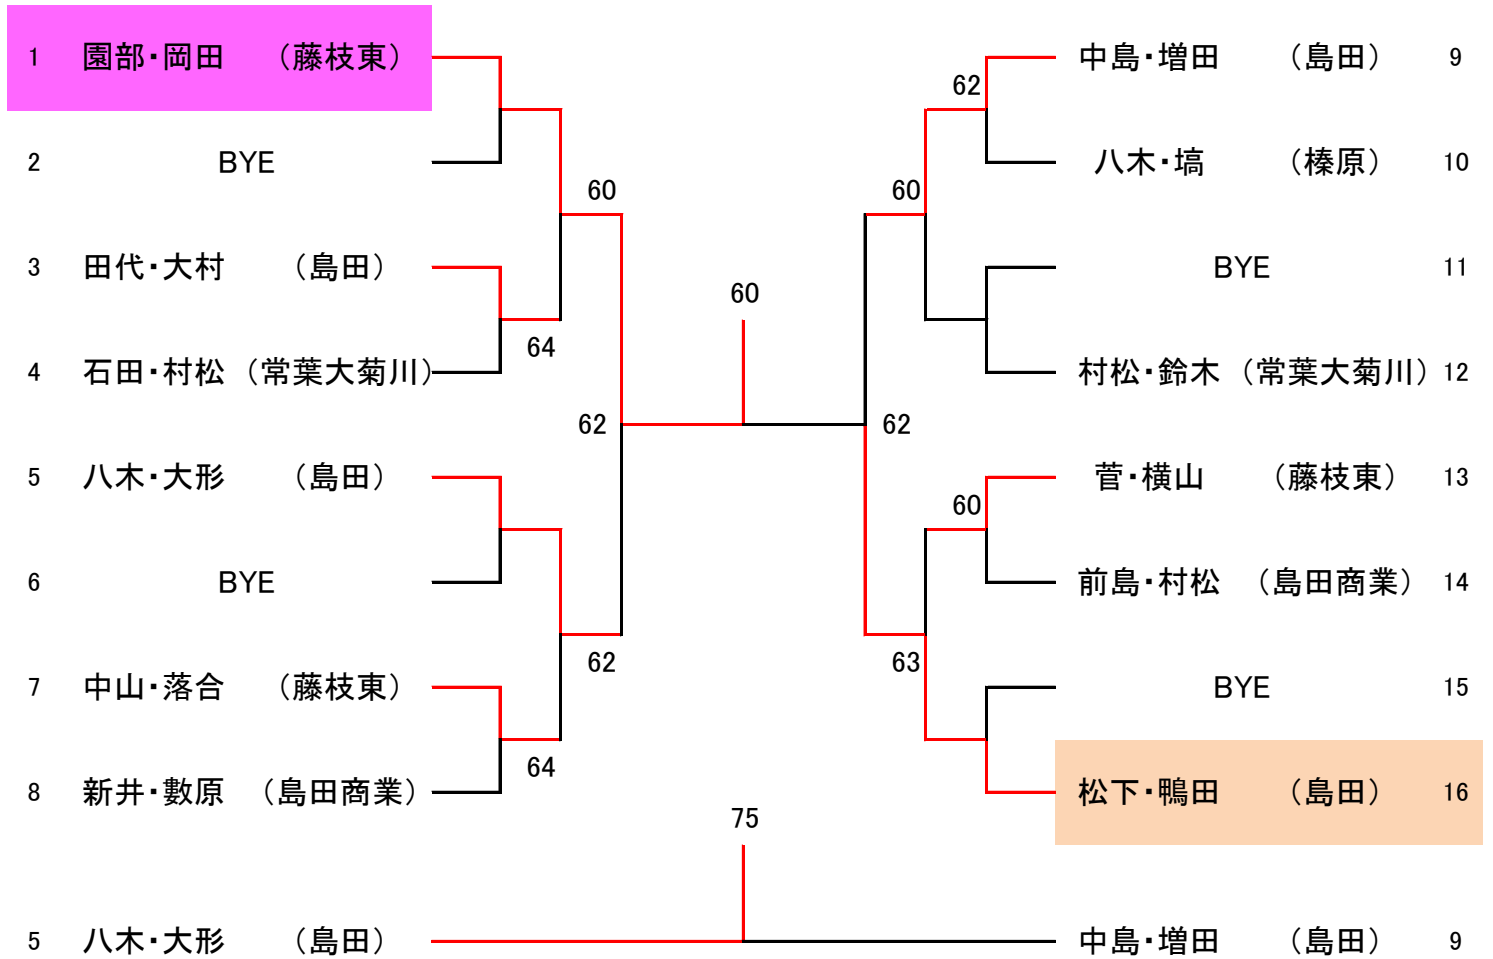 1 園部・岡田 （藤枝東）
2 BYE
3 田代・大村 （島田）
4 石田・村松 （常葉大菊川）
5 八木・大形 （島田）
6 BYE
7 中山・落合 （藤枝東）
8 新井・數原 （島田商業）
60
64
62
62
64
60
75
62
60
62
60
63
中島・増田 （島田） 9
八木・塙 （榛原） 10
BYE 11
村松・鈴木 （常葉大菊川） 12
菅・横山 （藤枝東） 13
前島・村松 （島田商業） 14
BYE 15
松下・鴨田 （島田） 16
5 八木・大形 （島田）
中島・増田 （島田） 9